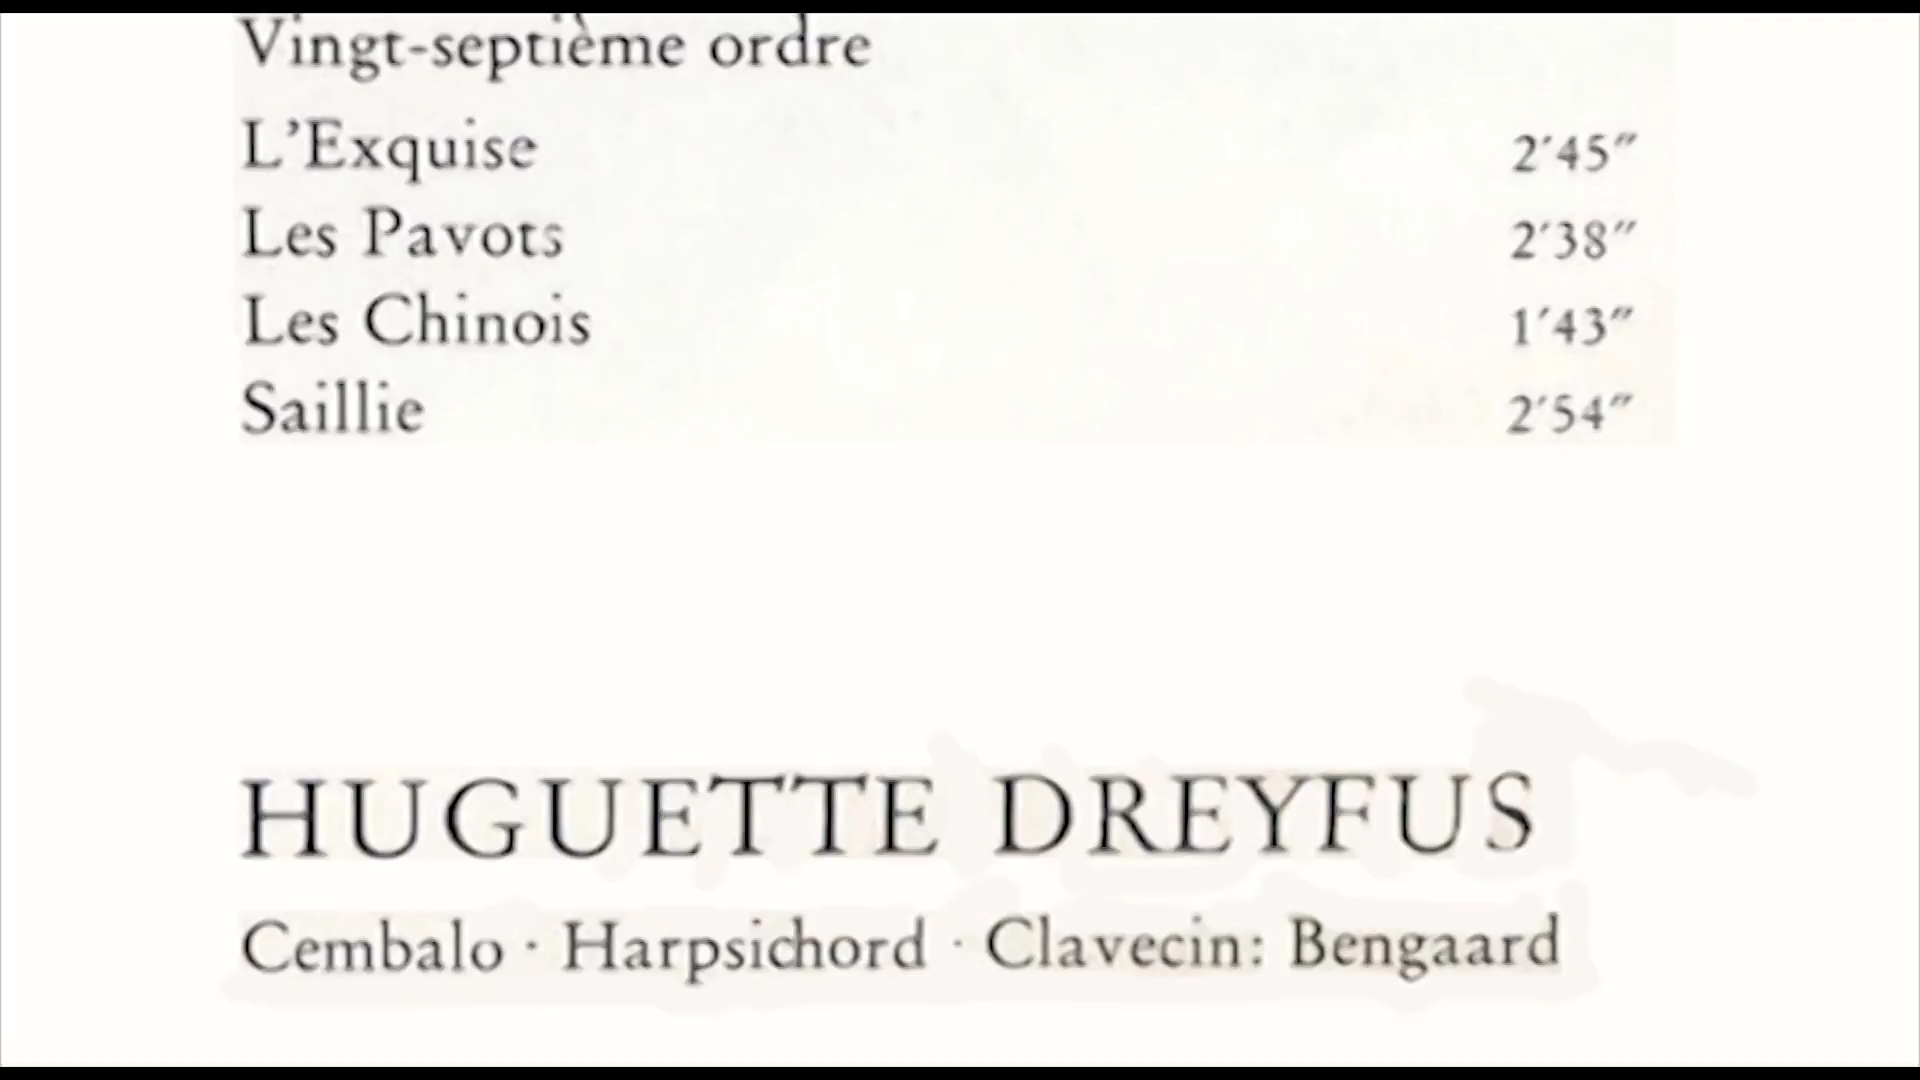 Vingt-septième ordre
L’Exquise 2′45″
Les Pavots 2′38″
Les Chinois 1′43″
Saillie 2′54″
HUGUETTE DREYFUS
Cembalo · Harpsichord · Clavecin: Bengaard